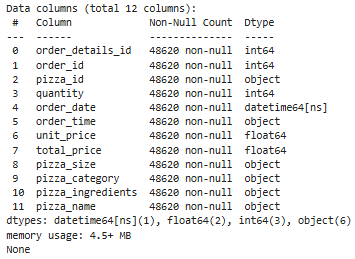 Data columns (total 12 columns):
 #   Column             Non-Null Count  Dtype
---  ------             --------------  -----
 0   order_details_id   48620 non-null  int64
 1   order_id           48620 non-null  int64
 2   pizza_id           48620 non-null  object
 3   quantity           48620 non-null  int64
 4   order_date         48620 non-null  datetime64[ns]
 5   order_time         48620 non-null  object
 6   unit_price         48620 non-null  float64
 7   total_price        48620 non-null  float64
 8   pizza_size         48620 non-null  object
 9   pizza_category     48620 non-null  object
 10  pizza_ingredients  48620 non-null  object
 11  pizza_name         48620 non-null  object
dtypes: datetime64[ns](1), float64(2), int64(3), object(6)
memory usage: 4.5+ MB
None